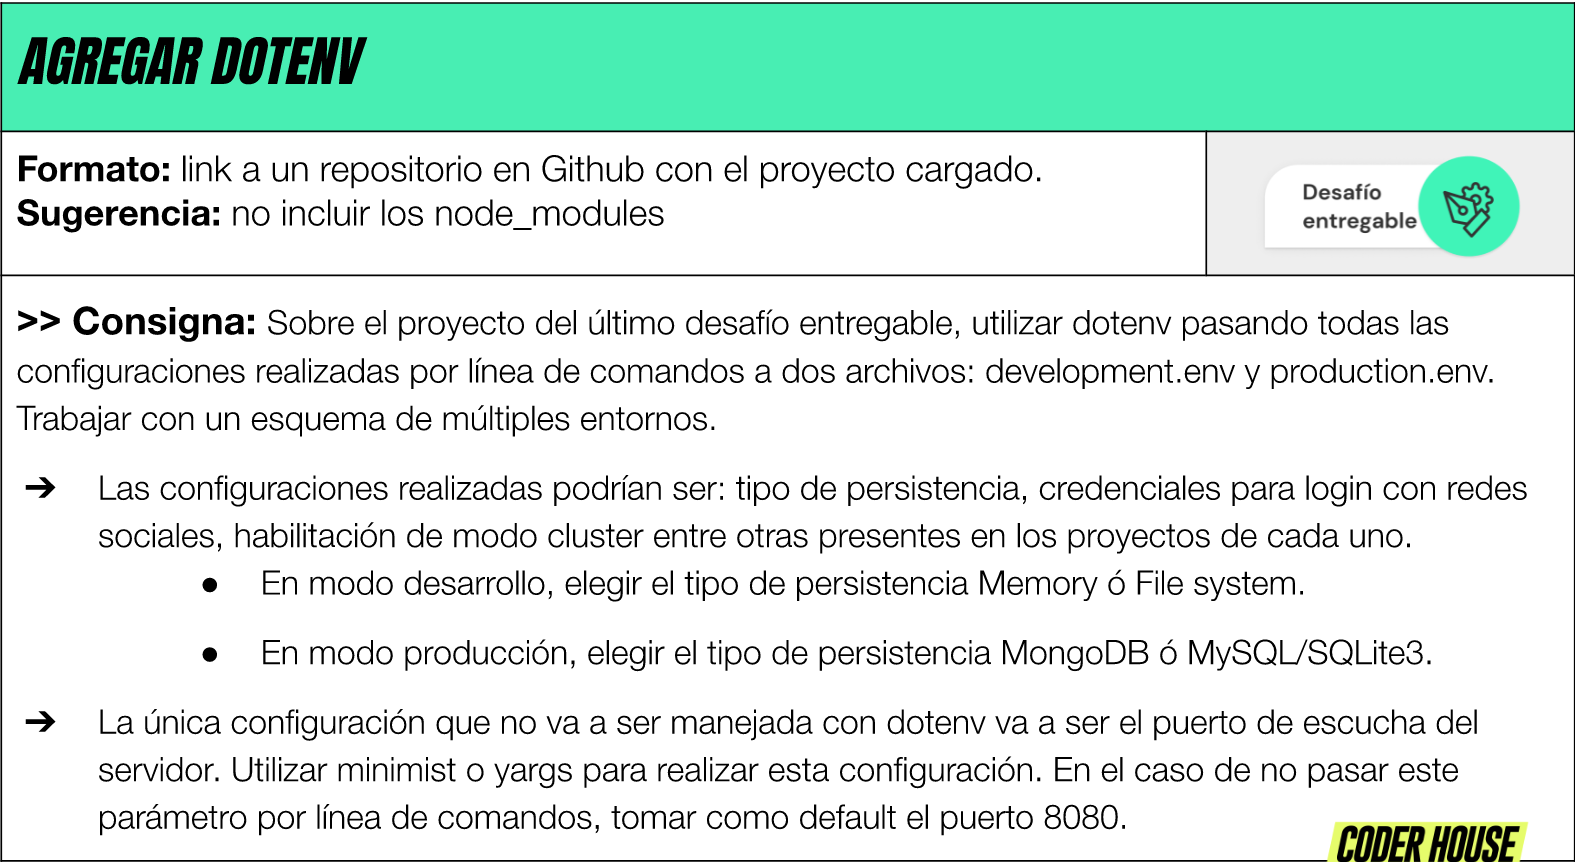 AGREGAR DOTENV
Formato: link a un repositorio en Github con el proyecto cargado.
Sugerencia: no incluir los node_modules
Desafío
entregable
>> Consigna: Sobre el proyecto del último desafío entregable, utilizar dotenv pasando todas las
configuraciones realizadas por línea de comandos a dos archivos: development.env y production.env.
Trabajar con un esquema de múltiples entornos.
➔ Las configuraciones realizadas podrían ser: tipo de persistencia, credenciales para login con redes
sociales, habilitación de modo cluster entre otras presentes en los proyectos de cada uno.
● En modo desarrollo, elegir el tipo de persistencia Memory ó File system.
● En modo producción, elegir el tipo de persistencia MongoDB ó MySQL/SQLite3.
➔ La única configuración que no va a ser manejada con dotenv va a ser el puerto de escucha del
servidor. Utilizar minimist o yargs para realizar esta configuración. En el caso de no pasar este
parámetro por línea de comandos, tomar como default el puerto 8080.
CODER HOUSE